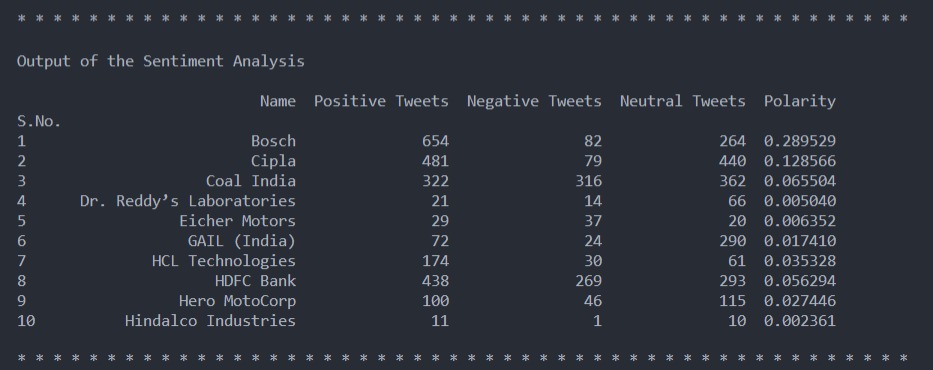 * * * * * * * * * * * * * * * * * * * * * * * * * * * * * * * * * * * * * * * * * * * * * * * * * *
Output of the Sentiment Analysis
Name Positive Tweets Negative Tweets Neutral Tweets Polarity
S.No.
1 Bosch 654 82 264 0.289529
2 Cipla 481 79 440 0.128566
3 Coal India 322 316 362 0.065504
4 Dr. Reddy’s Laboratories 21 14 66 0.005040
5 Eicher Motors 29 37 20 0.006352
6 GAIL (India) 72 24 290 0.017410
7 HCL Technologies 174 30 61 0.035328
8 HDFC Bank 438 269 293 0.056294
9 Hero MotoCorp 100 46 115 0.027446
10 Hindalco Industries 11 1 10 0.002361
* * * * * * * * * * * * * * * * * * * * * * * * * * * * * * * * * * * * * * * * * * * * * * * * * *